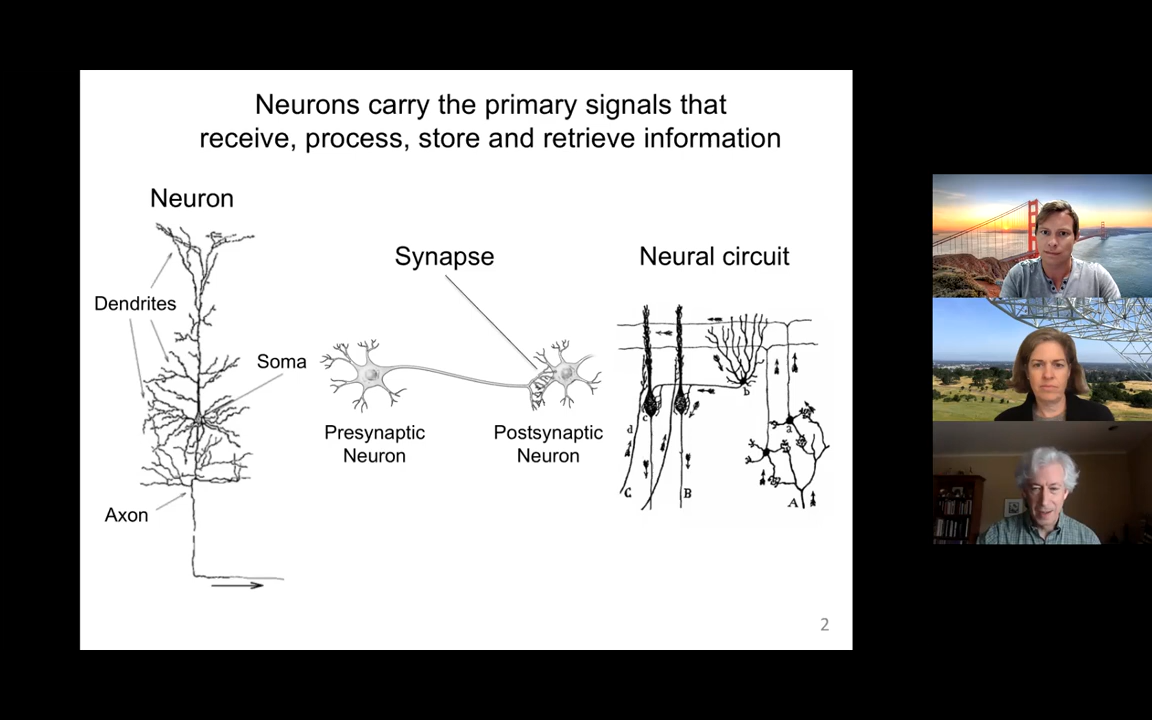 Neurons carry the primary signals that
receive, process, store and retrieve information
Neuron
Synapse
Neural circuit
Dendrites
Soma
Presynaptic
Neuron
Postsynaptic
Neuron
Axon
b
c
a
d
C
B
A
2